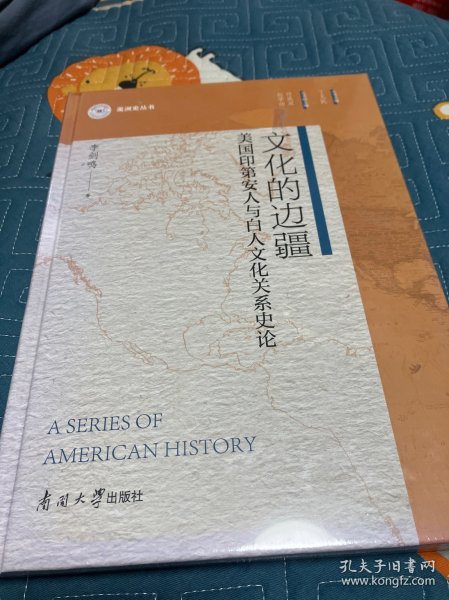 美洲史丛书
李剑鸣
著
文化的边疆
美国印第安人与白人文化关系史论
A SERIES OF
AMERICAN HISTORY
南开大学出版社
孔夫子旧书网
www.kongfz.com